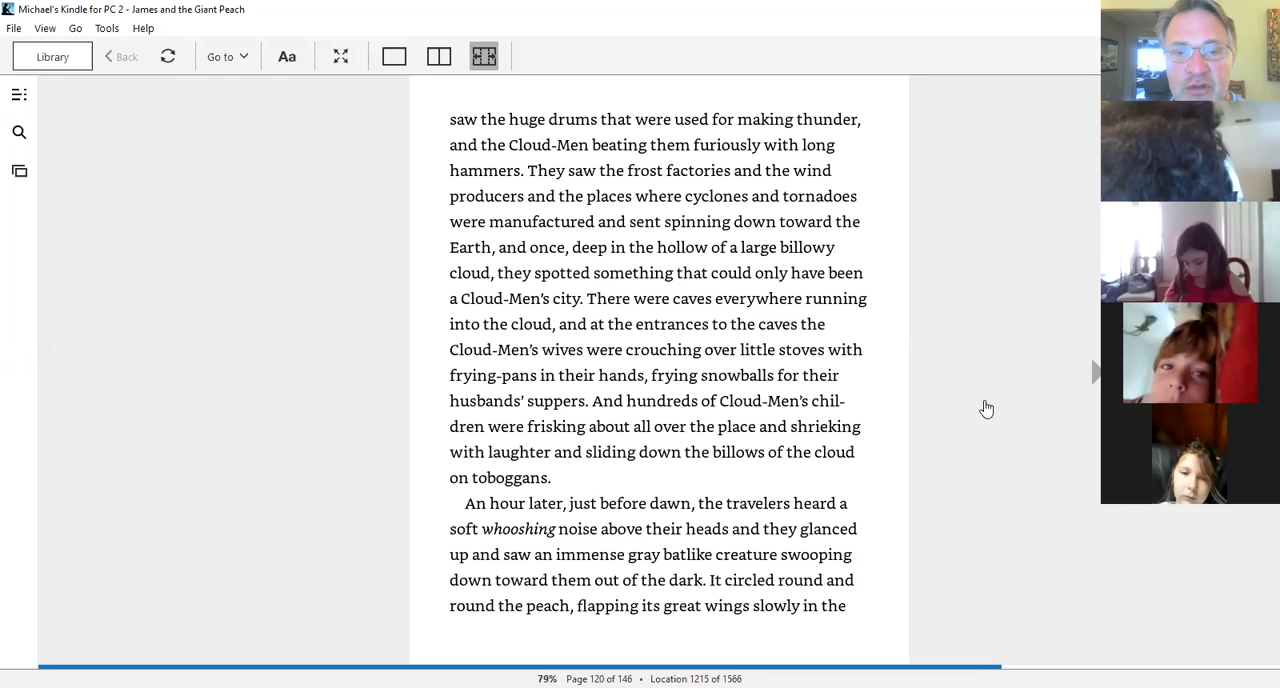 Michael's Kindle for PC 2 - James and the Giant Peach
File View Go Tools Help
Library Back Go to Aa
saw the huge drums that were used for making thunder,
and the Cloud-Men beating them furiously with long
hammers. They saw the frost factories and the wind
producers and the places where cyclones and tornadoes
were manufactured and sent spinning down toward the
Earth, and once, deep in the hollow of a large billowy
cloud, they spotted something that could only have been
a Cloud-Men’s city. There were caves everywhere running
into the cloud, and at the entrances to the caves the
Cloud-Men’s wives were crouching over little stoves with
frying-pans in their hands, frying snowballs for their
husbands’ suppers. And hundreds of Cloud-Men’s chil-
dren were frisking about all over the place and shrieking
with laughter and sliding down the billows of the cloud
on toboggans.
An hour later, just before dawn, the travelers heard a
soft whooshing noise above their heads and they glanced
up and saw an immense gray batlike creature swooping
down toward them out of the dark. It circled round and
round the peach, flapping its great wings slowly in the
79% Page 120 of 146 • Location 1215 of 1566